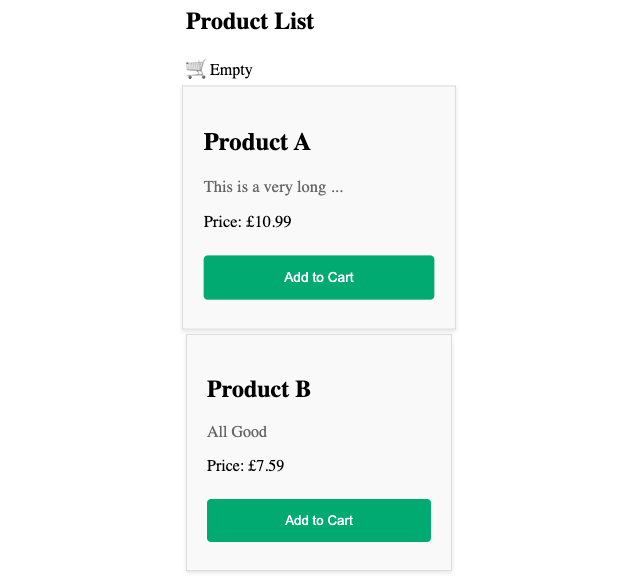 Product List
🛒 Empty
Product A
This is a very long ...
Price: £10.99
Add to Cart
Product B
All Good
Price: £7.59
Add to Cart